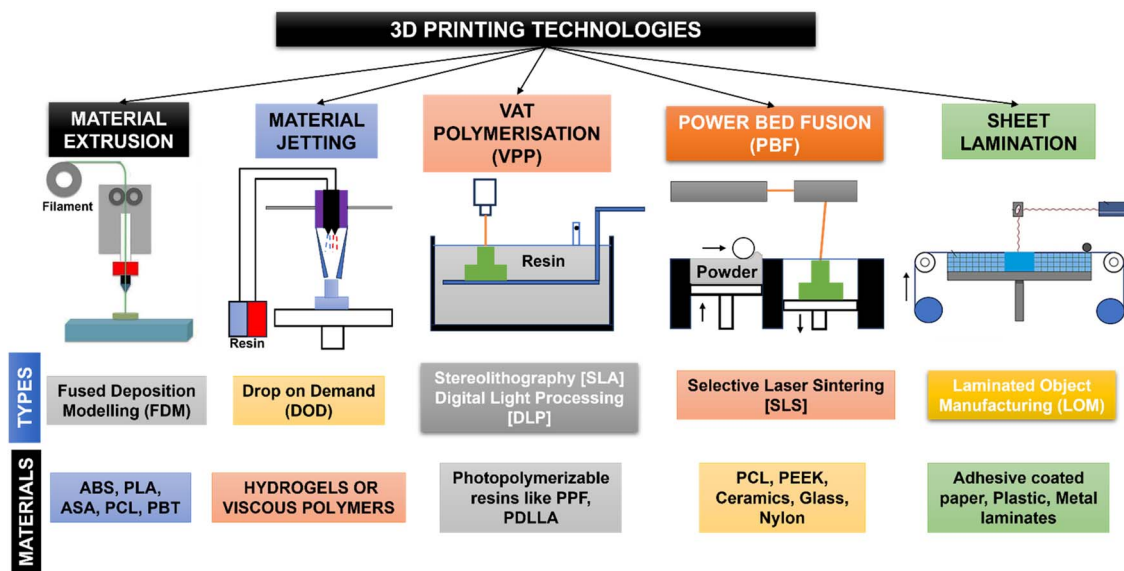 3D PRINTING TECHNOLOGIES
MATERIAL
EXTRUSION
MATERIAL
JETTING
VAT
POLYMERISATION
(VPP)
POWER BED FUSION
(PBF)
SHEET
LAMINATION
Filament
Resin
Resin
Powder
TYPES
Fused Deposition
Modelling (FDM)
Drop on Demand
(DOD)
Stereolithography [SLA]
Digital Light Processing
[DLP]
Selective Laser Sintering
[SLS]
Laminated Object
Manufacturing (LOM)
MATERIALS
ABS, PLA,
ASA, PCL, PBT
HYDROGELS OR
VISCOUS POLYMERS
Photopolymerizable
resins like PPF,
PDLLA
PCL, PEEK,
Ceramics, Glass,
Nylon
Adhesive coated
paper, Plastic, Metal
laminates